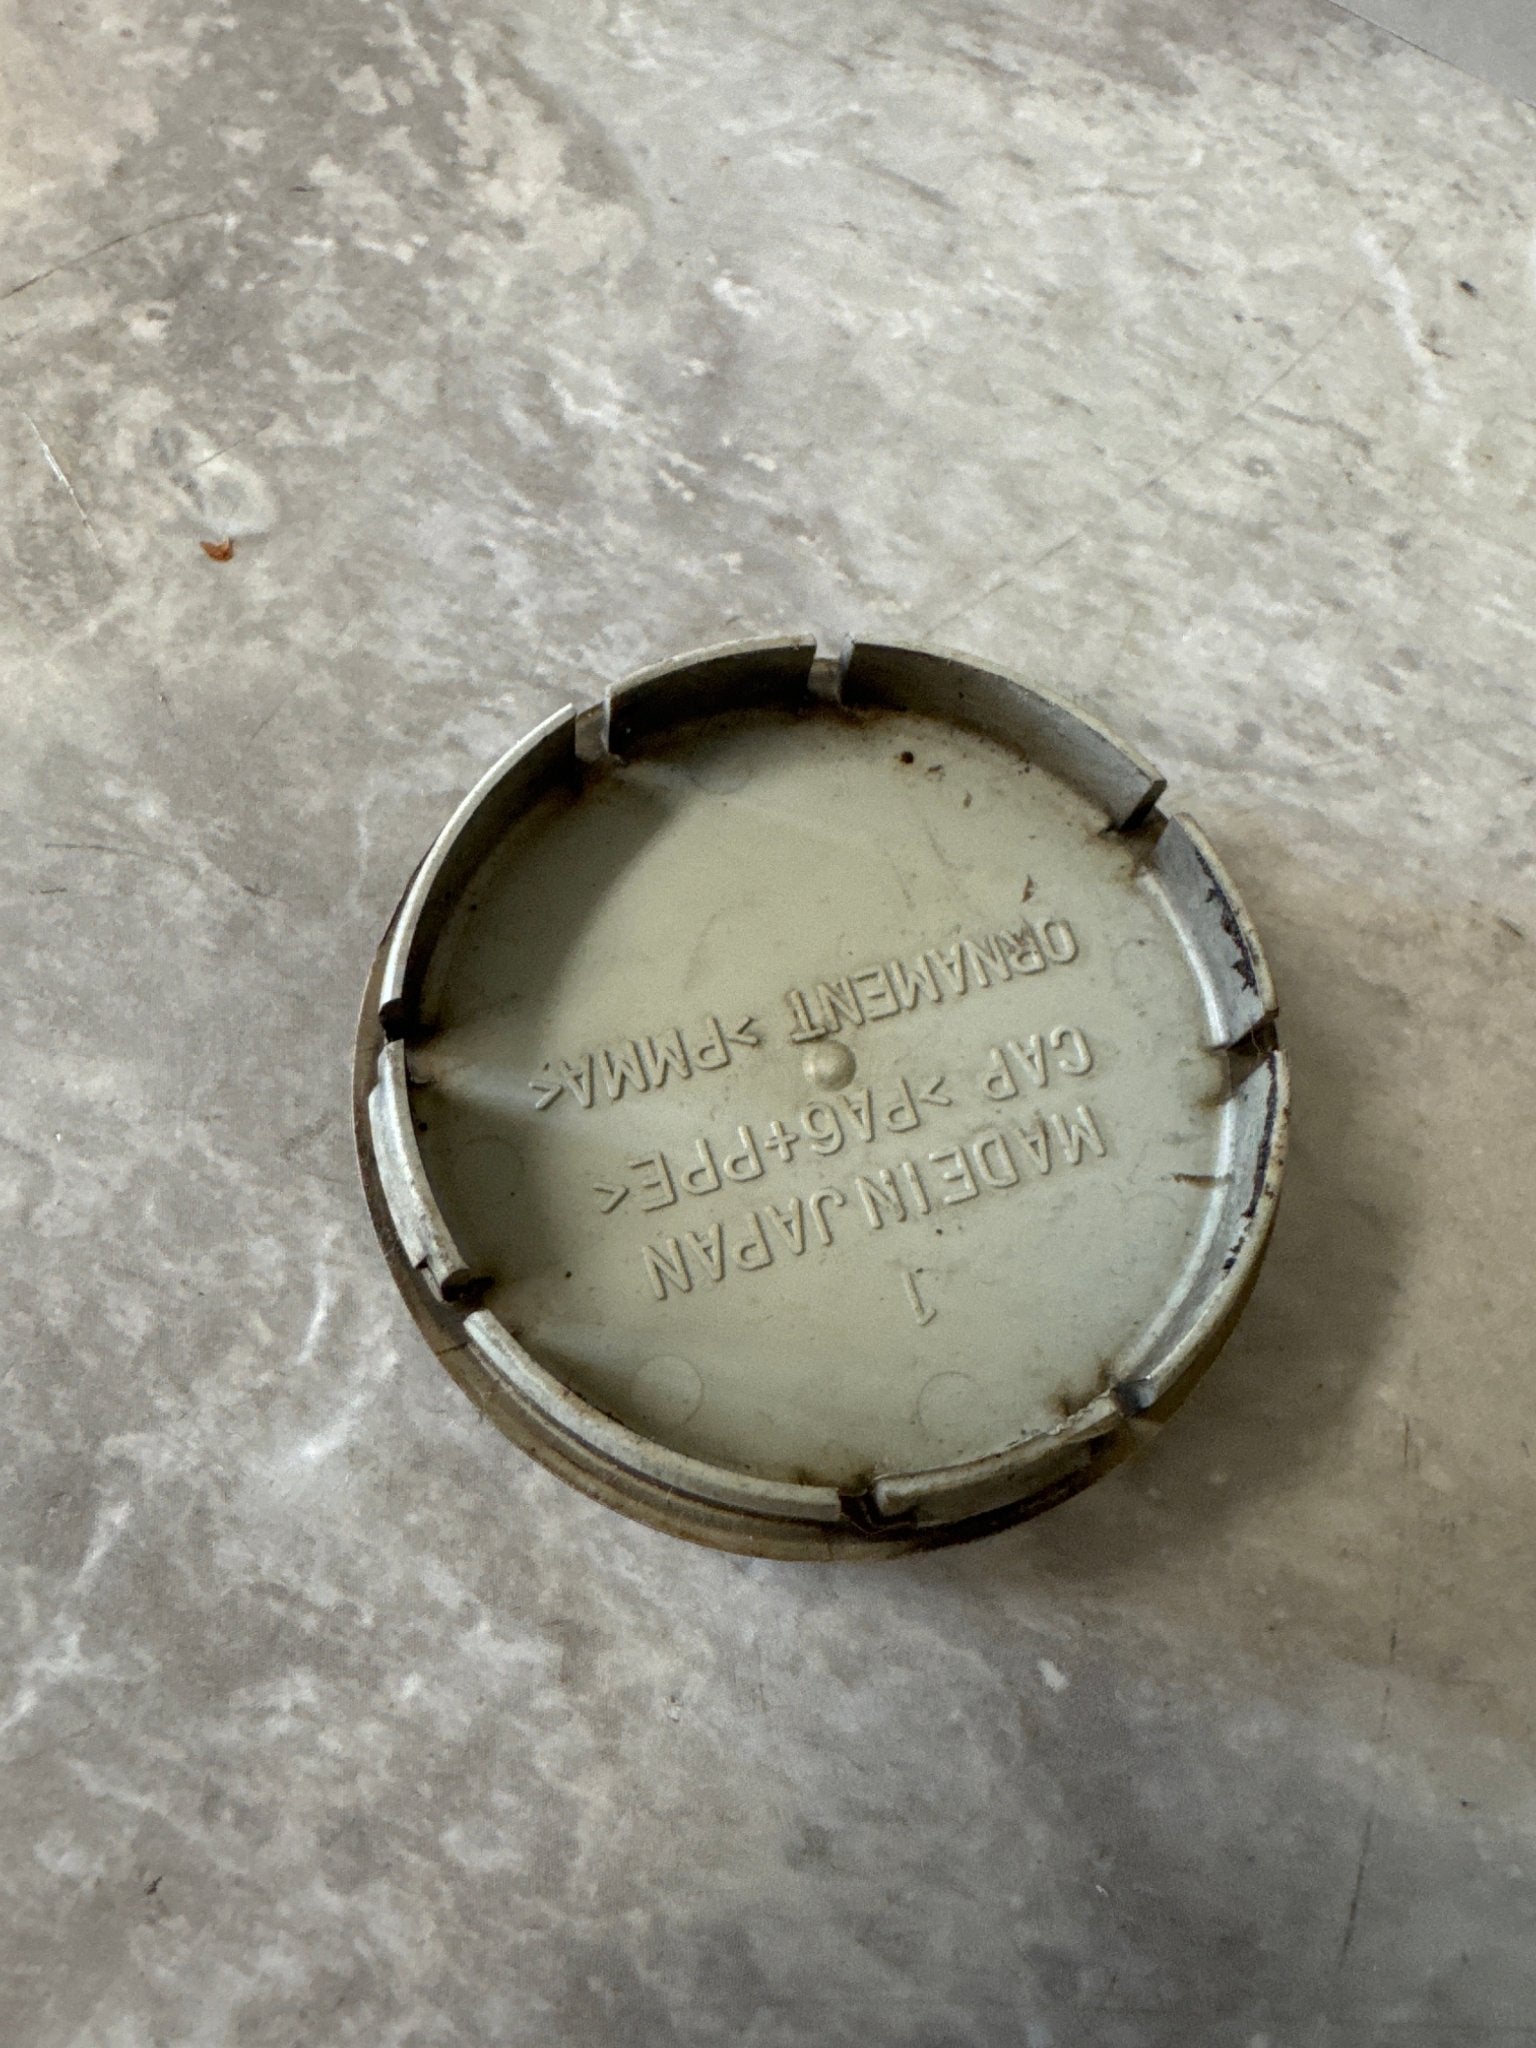 ORNAMENT >PMMA<
CAP >PA6+PPE<
MADE IN JAPAN
1